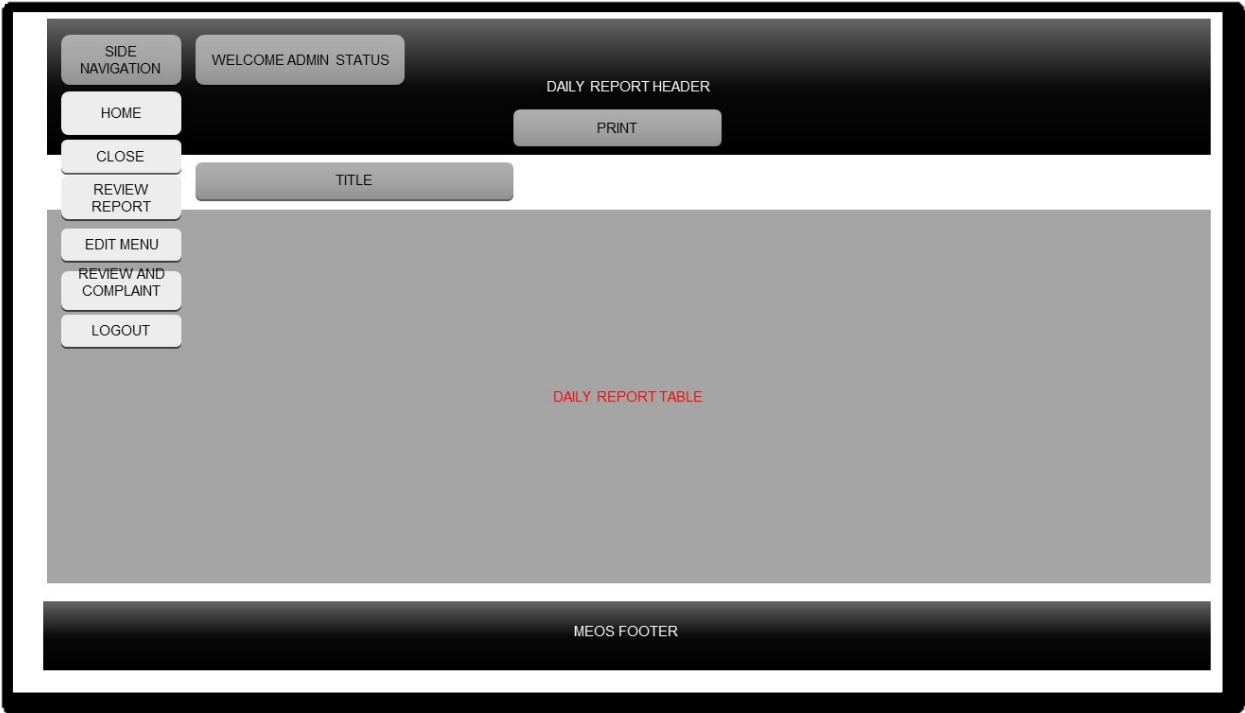 SIDE
NAVIGATION
WELCOME ADMIN STATUS
DAILY REPORT HEADER
HOME
PRINT
CLOSE
TITLE
REVIEW
REPORT
EDIT MENU
REVIEW AND
COMPLAINT
LOGOUT
DAILY REPORT TABLE
MEOS FOOTER